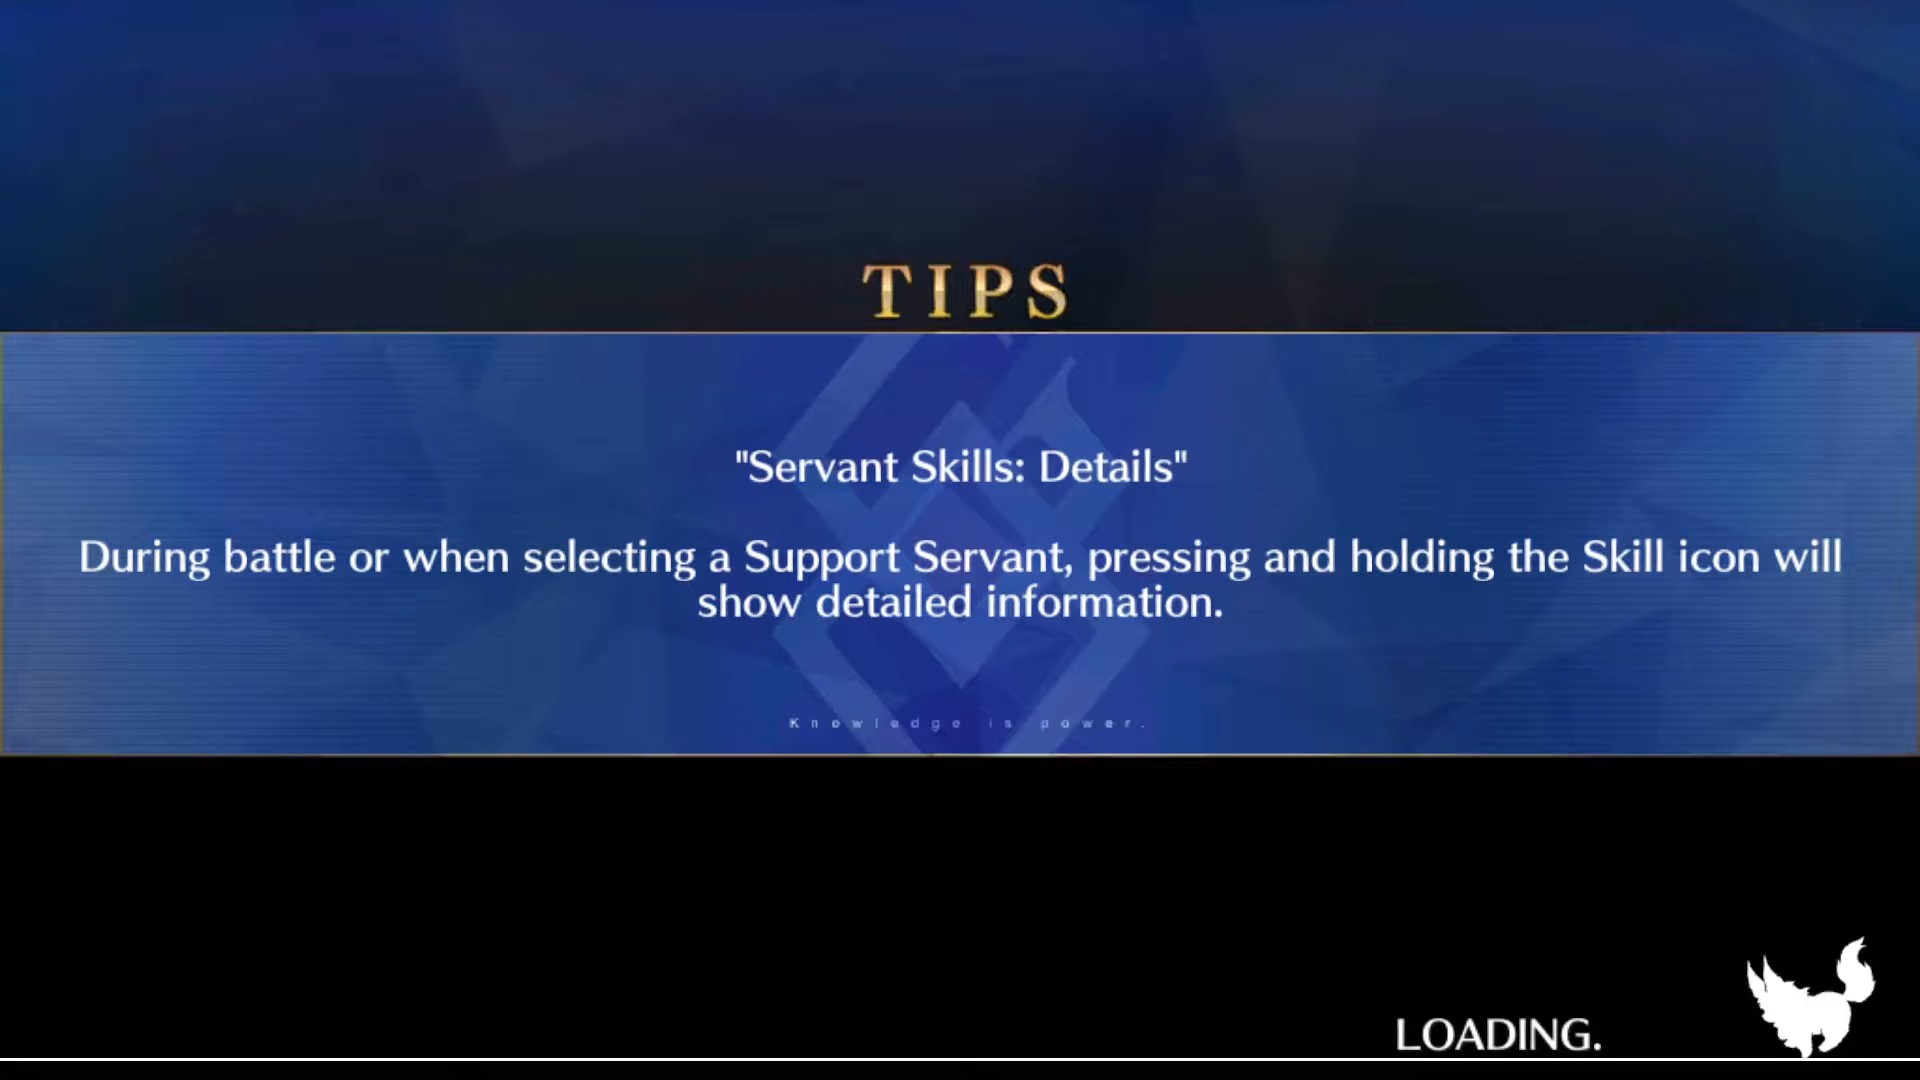 TIPS
"Servant Skills: Details"
During battle or when selecting a Support Servant, pressing and holding the Skill icon will
show detailed information.
Knowledge is power.
LOADING.